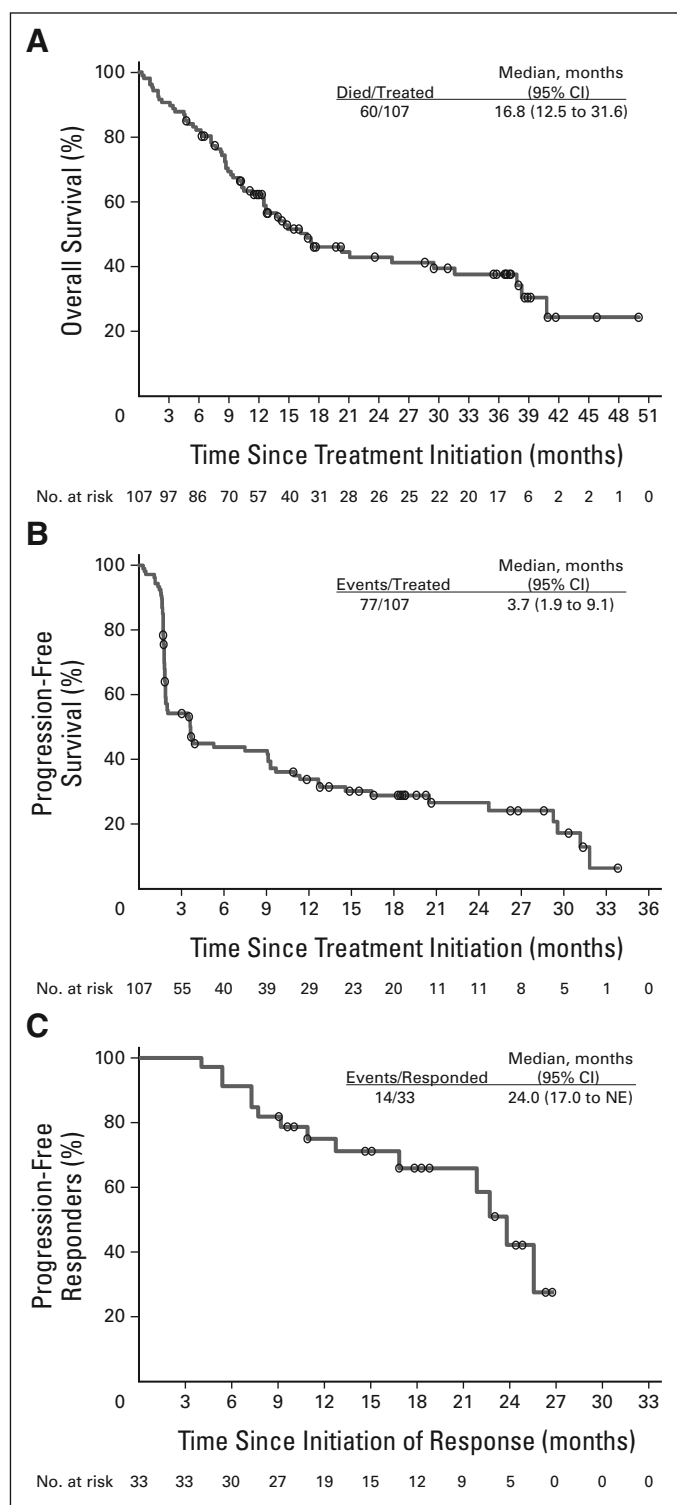 A
100
80
60
40
20
0
Overall Survival (%)
Died/Treated
60/107
Median, months
(95% CI)
16.8 (12.5 to 31.6)
3 6 9 12 15 18 21 24 27 30 33 36 39 42 45 48 51
Time Since Treatment Initiation (months)
No. at risk 107 97 86 70 57 40 31 28 26 25 22 20 17 6 2 2 1 0
B
100
80
60
40
20
0
Progression-Free
Survival (%)
Events/Treated
77/107
Median, months
(95% CI)
3.7 (1.9 to 9.1)
3 6 9 12 15 18 21 24 27 30 33 36
Time Since Treatment Initiation (months)
No. at risk 107 55 40 39 29 23 20 11 11 8 5 1 0
C
100
80
60
40
20
0
Progression-Free
Responders (%)
Events/Responded
14/33
Median, months
(95% CI)
24.0 (17.0 to NE)
3 6 9 12 15 18 21 24 27 30 33
Time Since Initiation of Response (months)
No. at risk 33 33 30 27 19 15 12 9 5 0 0 0